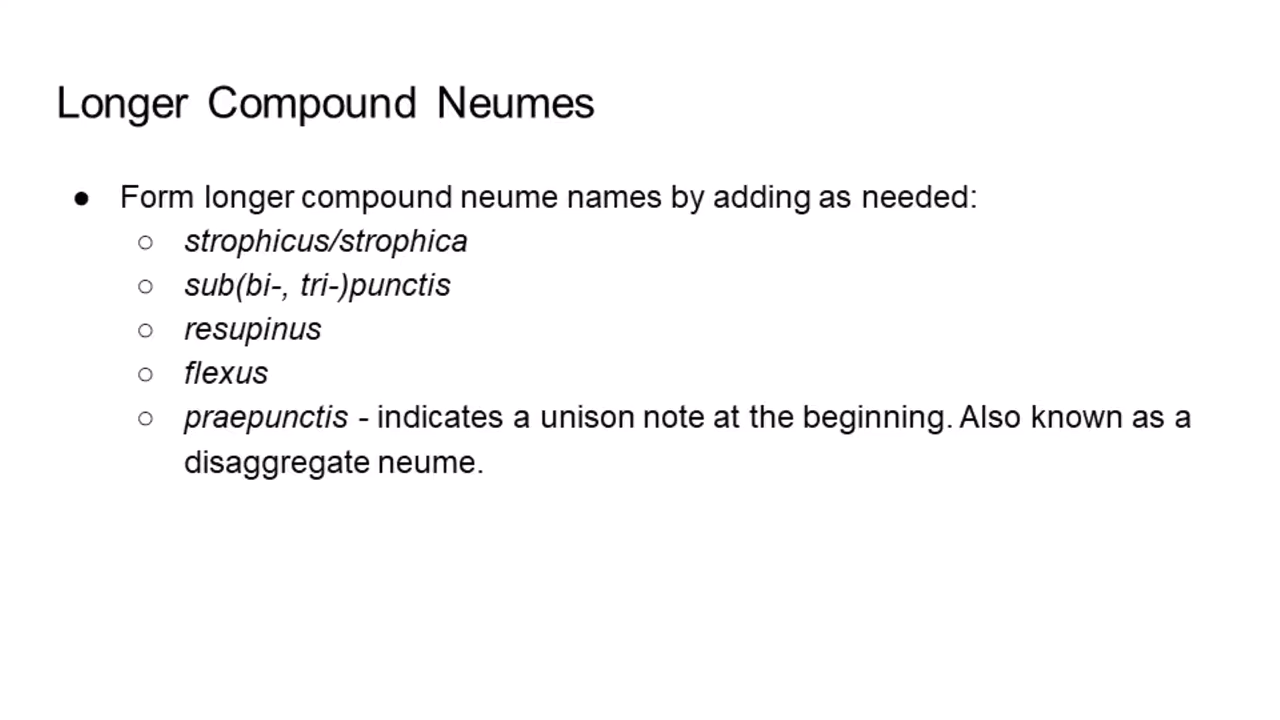 Longer Compound Neumes
● Form longer compound neume names by adding as needed:
○ strophicus/strophica
○ sub(bi-, tri-)punctis
○ resupinus
○ flexus
○ praepunctis - indicates a unison note at the beginning. Also known as a
disaggregate neume.